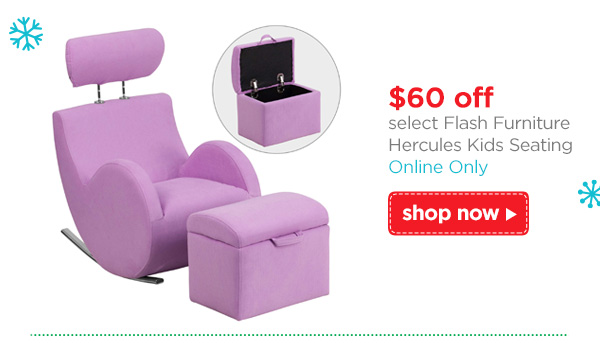 $60 off
select Flash Furniture
Hercules Kids Seating
Online Only
shop now